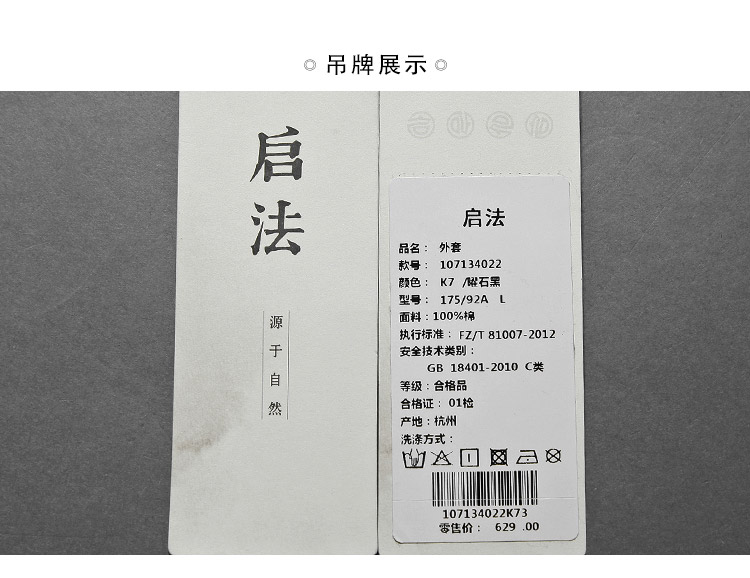 吊牌展示
启法
源于自然
启法
品名： 外套
款号： 107134022
颜色： K7 /曜石黑
型号： 175/92A L
面料：100%棉
执行标准： FZ/T 81007-2012
安全技术类别：
GB 18401-2010 C类
等级：合格品
合格证： 01检
产地：杭州
洗涤方式：
107134022K73
零售价： 629 .00